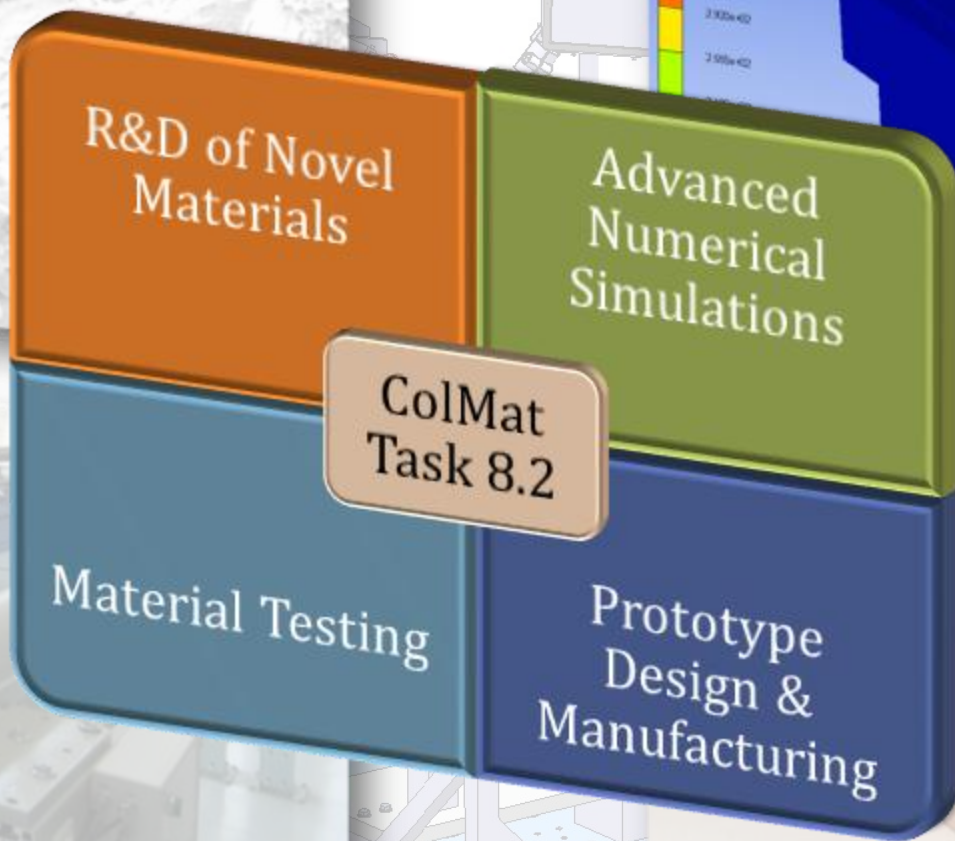 R&D of Novel
Materials
Advanced
Numerical
Simulations
ColMat
Task 8.2
Material Testing
Prototype
Design &
Manufacturing